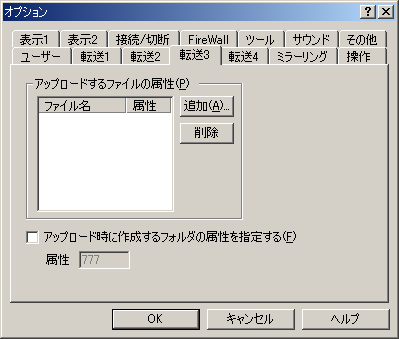 オプション
表示1 表示2 接続/切断 FireWall ツール サウンド その他
ユーザー 転送1 転送2 転送3 転送4 ミラーリング 操作
アップロードするファイルの属性(P)
ファイル名 属性
追加(A)...
削除
アップロード時に作成するフォルダの属性を指定する(F)
属性 777
OK キャンセル ヘルプ